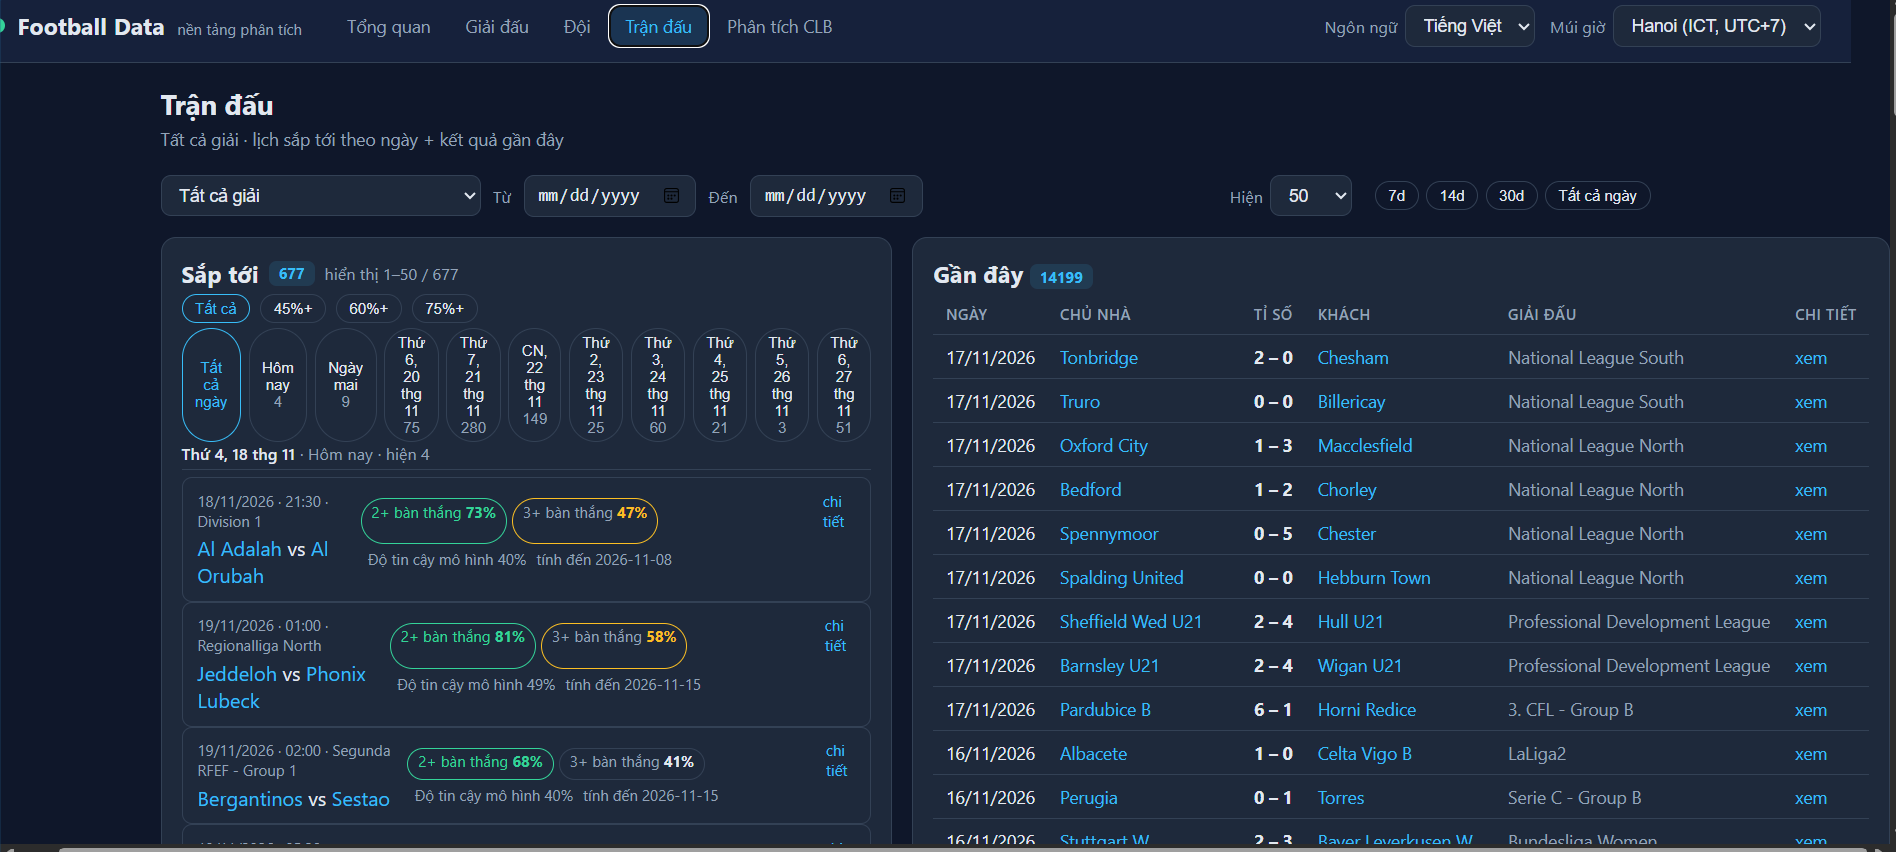 Football Data nền tảng phân tích Tổng quan Giải đấu Đội Trận đấu Phân tích CLB Ngôn ngữ Tiếng Việt Múi giờ Hanoi (ICT, UTC+7)
Trận đấu
Tất cả giải · lịch sắp tới theo ngày + kết quả gần đây
Tất cả giải Từ mm/dd/yyyy Đến mm/dd/yyyy Hiện 50 7d 14d 30d Tất cả ngày
Sắp tới 677 hiển thị 1–50 / 677
Tất cả 45%+ 60%+ 75%+
Tất cả ngày
Hôm nay 4
Ngày mai 9
Thứ 6, 20 thg 11 75
Thứ 7, 21 thg 11 280
CN, 22 thg 11 149
Thứ 2, 23 thg 11 25
Thứ 3, 24 thg 11 60
Thứ 4, 25 thg 11 21
Thứ 5, 26 thg 11 3
Thứ 6, 27 thg 11 51
Thứ 4, 18 thg 11 · Hôm nay · hiện 4
18/11/2026 · 21:30 ·
Division 1
Al Adalah vs Al
Orubah
2+ bàn thắng 73% 3+ bàn thắng 47%
Độ tin cậy mô hình 40% tính đến 2026-11-08
chi
tiết
19/11/2026 · 01:00 ·
Regionalliga North
Jeddeloh vs Phonix
Lubeck
2+ bàn thắng 81% 3+ bàn thắng 58%
Độ tin cậy mô hình 49% tính đến 2026-11-15
chi
tiết
19/11/2026 · 02:00 · Segunda
RFEF - Group 1
Bergantinos vs Sestao
2+ bàn thắng 68% 3+ bàn thắng 41%
Độ tin cậy mô hình 40% tính đến 2026-11-15
chi
tiết
Gần đây 14199
NGÀY CHỦ NHÀ TỈ SỐ KHÁCH GIẢI ĐẤU CHI TIẾT
17/11/2026 Tonbridge 2 – 0 Chesham National League South xem
17/11/2026 Truro 0 – 0 Billericay National League South xem
17/11/2026 Oxford City 1 – 3 Macclesfield National League North xem
17/11/2026 Bedford 1 – 2 Chorley National League North xem
17/11/2026 Spennymoor 0 – 5 Chester National League North xem
17/11/2026 Spalding United 0 – 0 Hebburn Town National League North xem
17/11/2026 Sheffield Wed U21 2 – 4 Hull U21 Professional Development League xem
17/11/2026 Barnsley U21 2 – 4 Wigan U21 Professional Development League xem
17/11/2026 Pardubice B 6 – 1 Horni Redice 3. CFL - Group B xem
16/11/2026 Albacete 1 – 0 Celta Vigo B LaLiga2 xem
16/11/2026 Perugia 0 – 1 Torres Serie C - Group B xem
16/11/2026 Stuttgart W 2 – 3 Bayer Leverkusen W Bundesliga Women xem